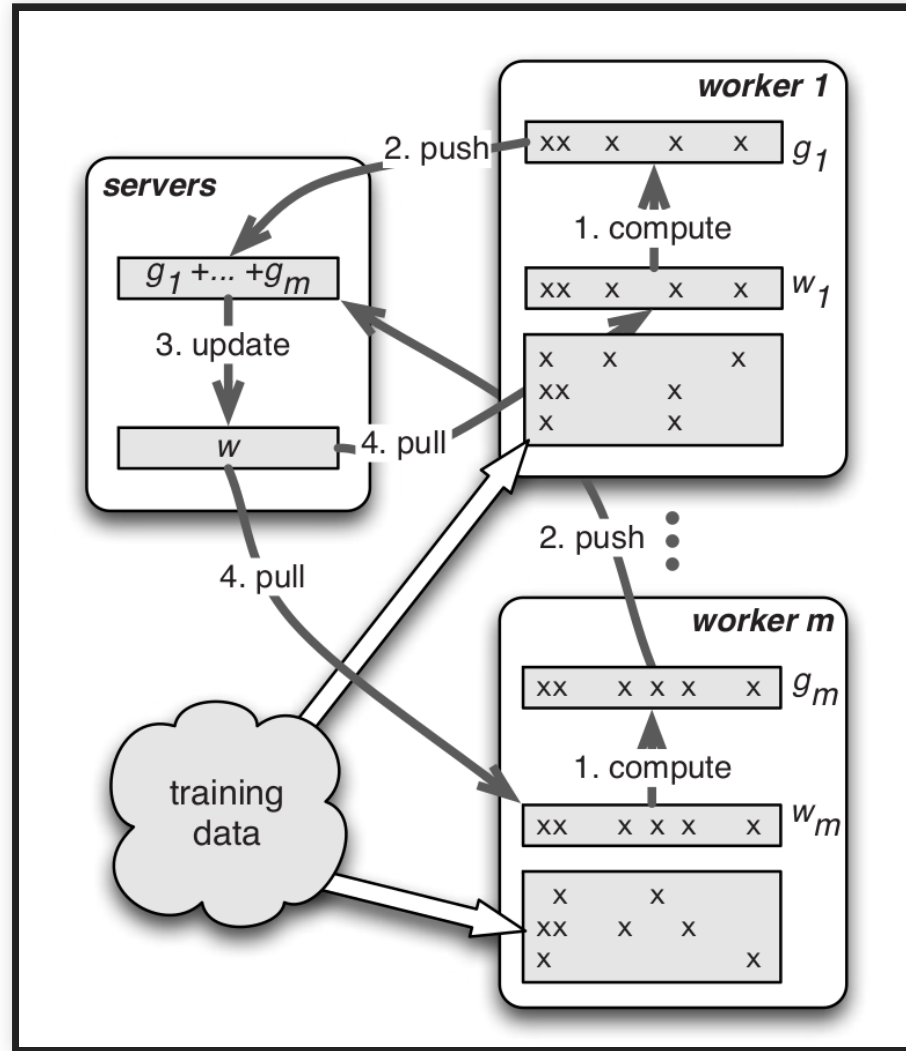 worker 1
xx x x x
g1
2. push
servers
1. compute
g1 +... +gm
xx x x x
w1
3. update
x x x
xx x
x x
w
4. pull
2. push
4. pull
worker m
xx x x x x
gm
1. compute
training
data
xx x x x x
wm
x x
xx x x
x x